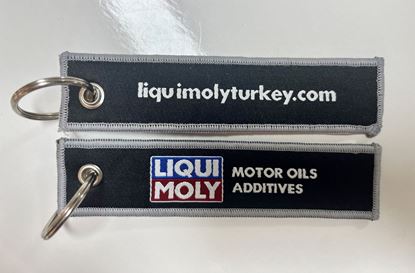 liquimolyturkey.com
LIQUI
MOLY
MOTOR OILS
ADDITIVES